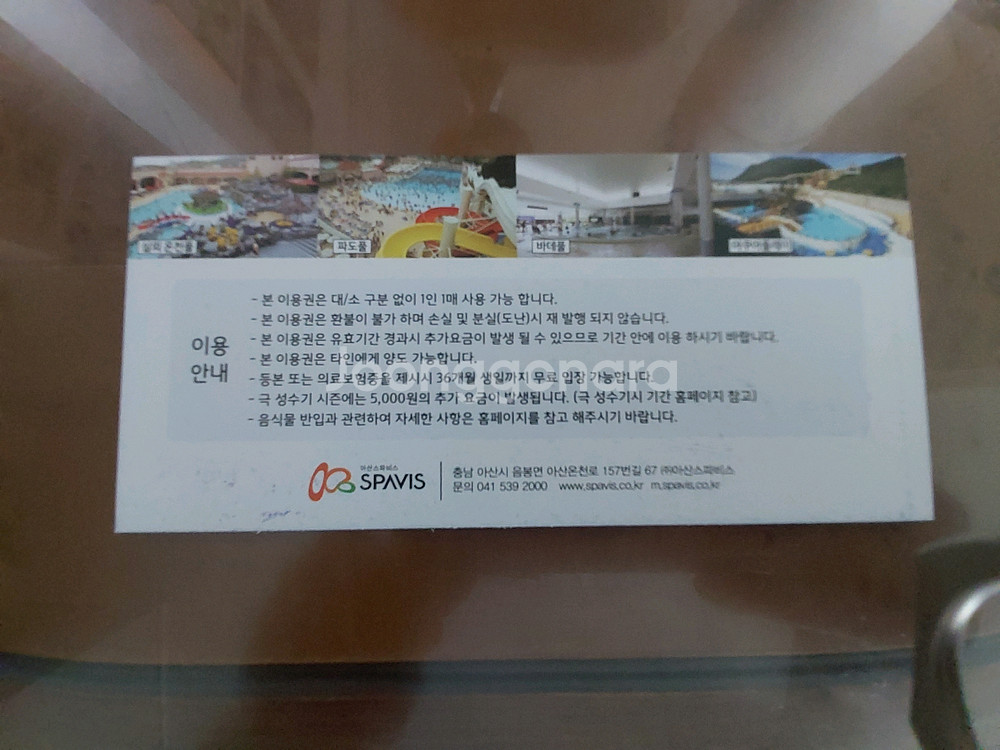 실외온천풀
파도풀
바데풀
이용
안내
- 본 이용권은 대/소 구분 없이 1인 1매 사용 가능 합니다.
- 본 이용권은 환불이 불가 하며 손실 및 분실(도난)시 재 발행 되지 않습니다.
- 본 이용권은 유효기간 경과시 추가요금이 발생 될 수 있으므로 기간 안에 이용 하시기 바랍니다.
- 본 이용권은 타인에게 양도 가능합니다.
- 등본 또는 의료보험증을 제시시 36개월 생일까지 무료 입장 가능합니다.
- 극 성수기 시즌에는 5,000원의 추가 요금이 발생됩니다. (극 성수기시 기간 홈페이지 참고)
- 음식물 반입과 관련하여 자세한 사항은 홈페이지를 참고 해주시기 바랍니다.
Joonggonara
아산스파비스
SPAVIS
충남 아산시 음봉면 아산온천로 157번길 67 ㈜아산스파비스
문의 041 539 2000 www.spavis.co.kr m.spavis.co.kr